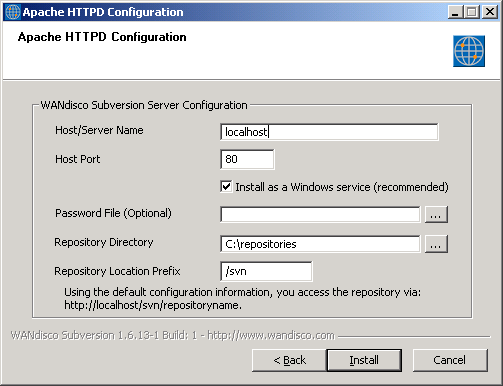 Apache HTTPD Configuration
Apache HTTPD Configuration
WANdisco Subversion Server Configuration
Host/Server Name
localhost
Host Port
80
Install as a Windows service (recommended)
Password File (Optional)
...
Repository Directory
C:\repositories
...
Repository Location Prefix
/svn
Using the default configuration information, you access the repository via:
http://localhost/svn/repositoryname.
WANdisco Subversion 1.6.13-1 Build: 1 - http://www.wandisco.com
< Back
Install
Cancel